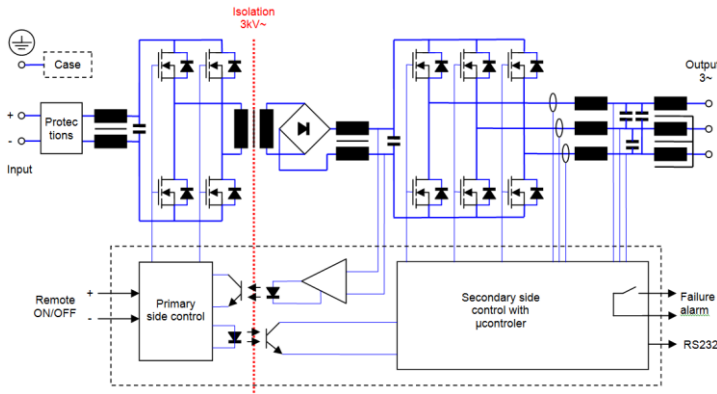 Isolation
3kV~
Case
Output
3~
+
Protec
tions
-
Input
Remote
ON/OFF
+
-
Primary
side control
Secondary side
control with
µcontroler
Failure
alarm
RS232